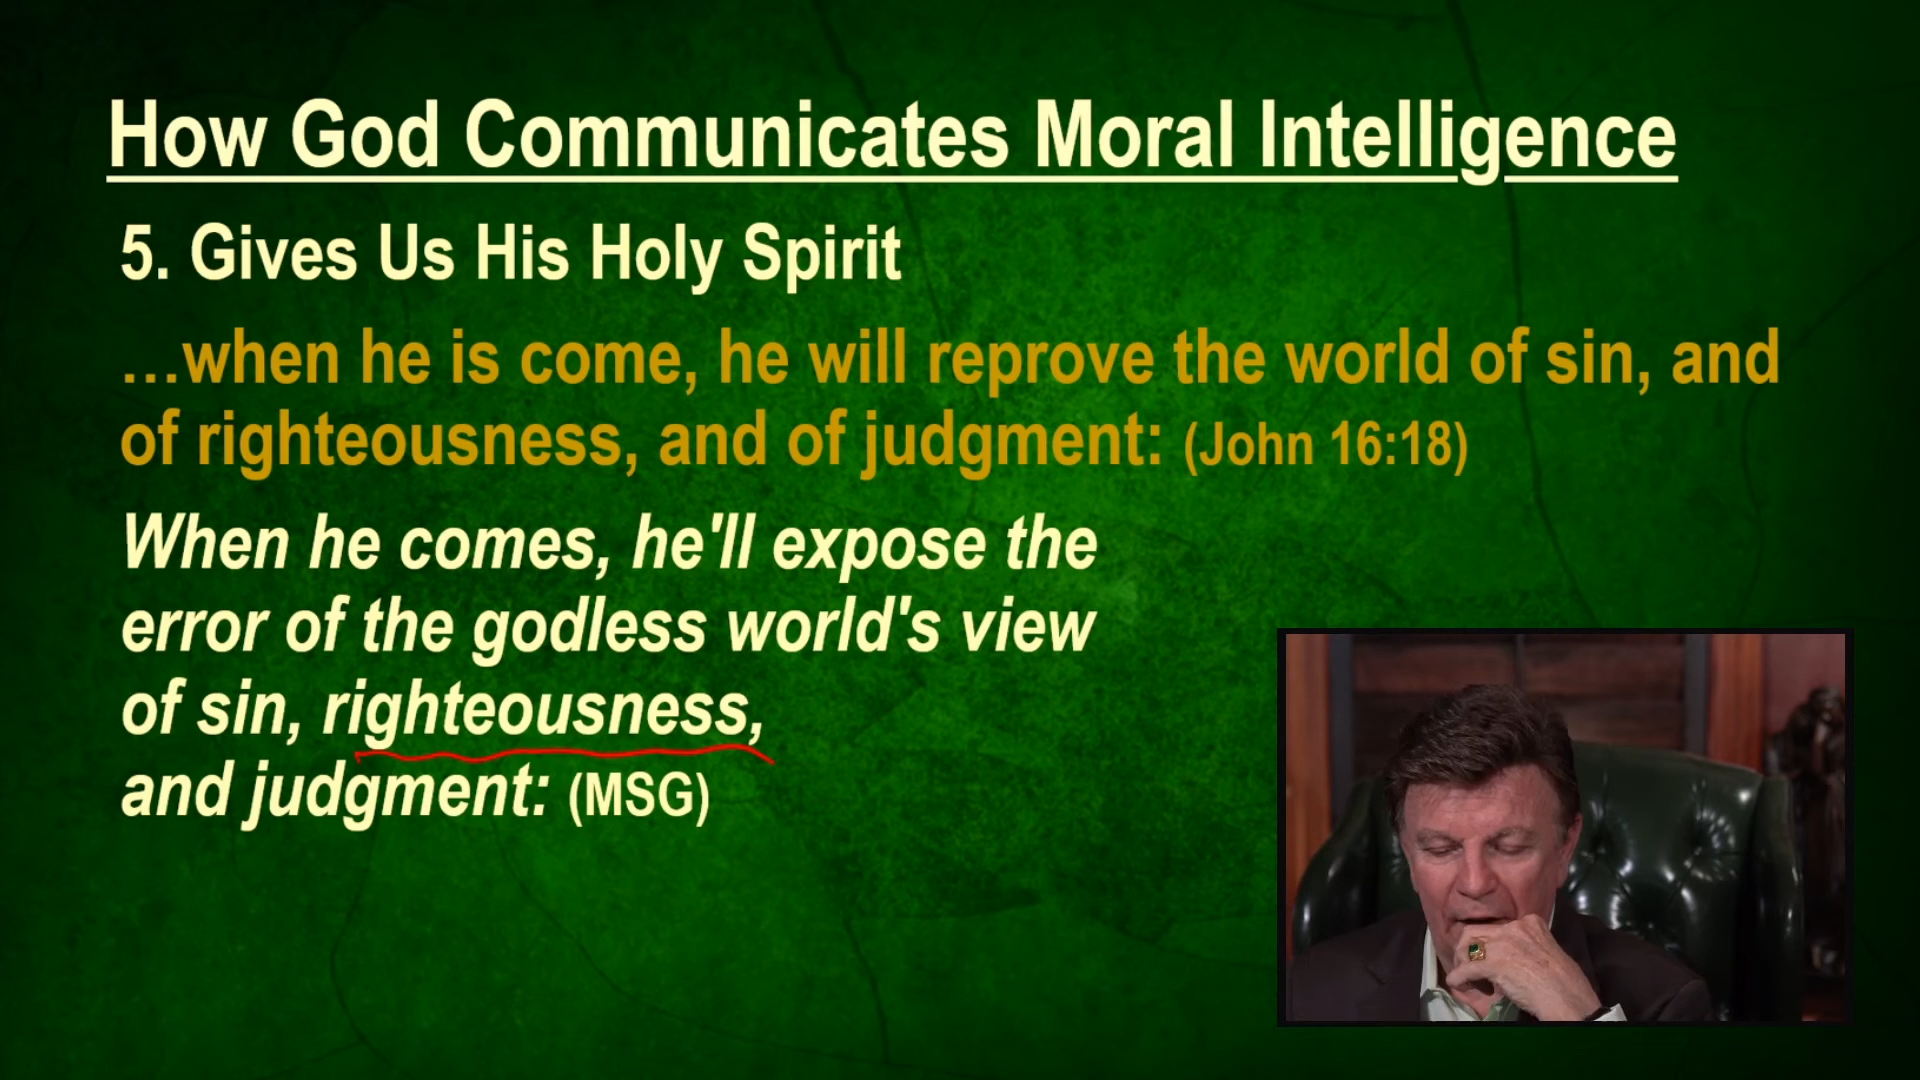 How God Communicates Moral Intelligence
5. Gives Us His Holy Spirit
…when he is come, he will reprove the world of sin, and
of righteousness, and of judgment: (John 16:18)
When he comes, he'll expose the
error of the godless world's view
of sin, righteousness,
and judgment: (MSG)